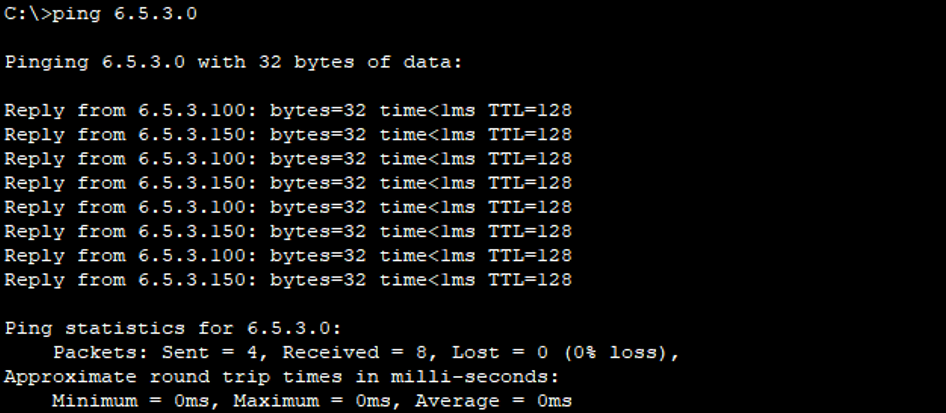 C:\>ping 6.5.3.0
Pinging 6.5.3.0 with 32 bytes of data:
Reply from 6.5.3.100: bytes=32 time<1ms TTL=128
Reply from 6.5.3.150: bytes=32 time<1ms TTL=128
Reply from 6.5.3.100: bytes=32 time<1ms TTL=128
Reply from 6.5.3.150: bytes=32 time<1ms TTL=128
Reply from 6.5.3.100: bytes=32 time<1ms TTL=128
Reply from 6.5.3.150: bytes=32 time<1ms TTL=128
Reply from 6.5.3.100: bytes=32 time<1ms TTL=128
Reply from 6.5.3.150: bytes=32 time<1ms TTL=128
Ping statistics for 6.5.3.0:
    Packets: Sent = 4, Received = 8, Lost = 0 (0% loss),
Approximate round trip times in milli-seconds:
    Minimum = 0ms, Maximum = 0ms, Average = 0ms